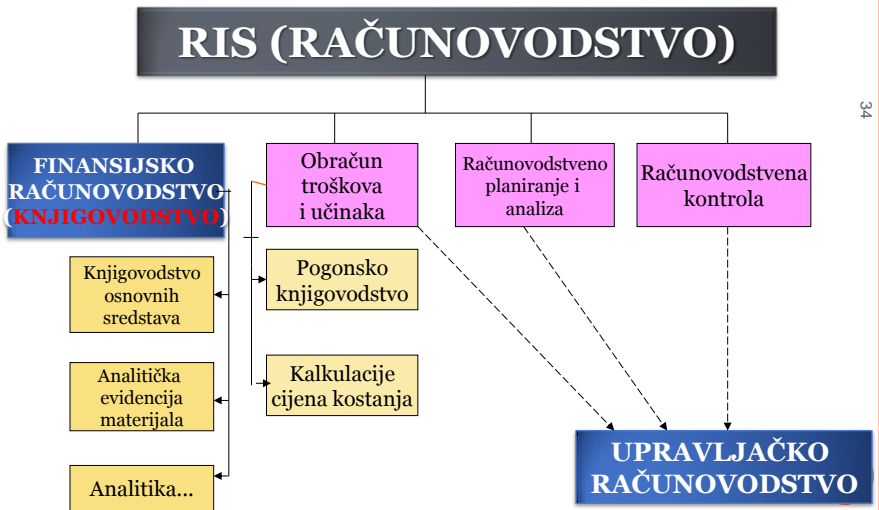 RIS (RAČUNOVODSTVO)
34
FINANSIJSKO
RAČUNOVODSTVO
(KNJIGOVODSTVO)
Obračun
troškova
i učinaka
Računovodstveno
planiranje i
analiza
Računovodstvena
kontrola
Knjigovodstvo
osnovnih
sredstava
Pogonsko
knjigovodstvo
Analitička
evidencija
materijala
Kalkulacije
cijena kostanja
Analitika...
UPRAVLJAČKO
RAČUNOVODSTVO